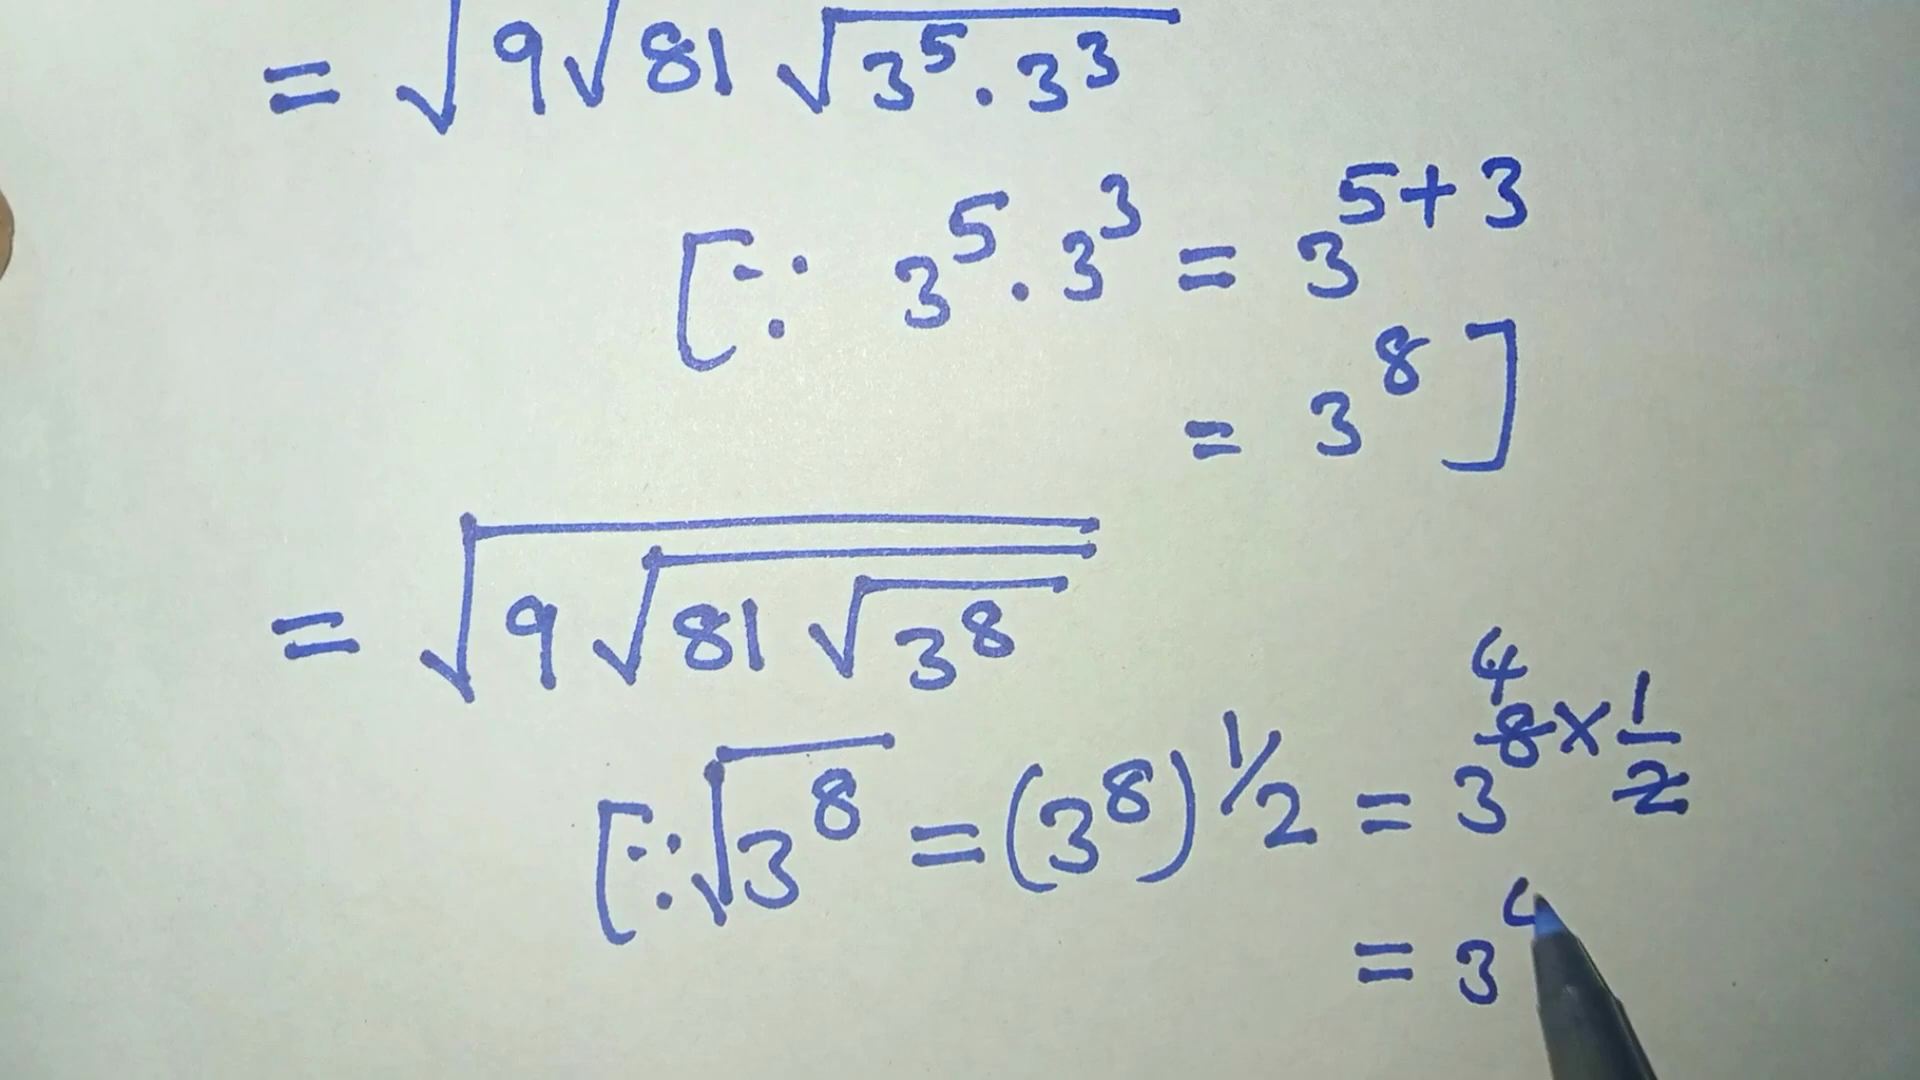 = √9√81√3⁵.3³
[∵ 3⁵.3³ = 3⁵⁺³
= 3⁸]
= √9√81√3⁸
[∵√3⁸ = (3⁸)^1/2 = 3^8×1/2 4
= 3⁴